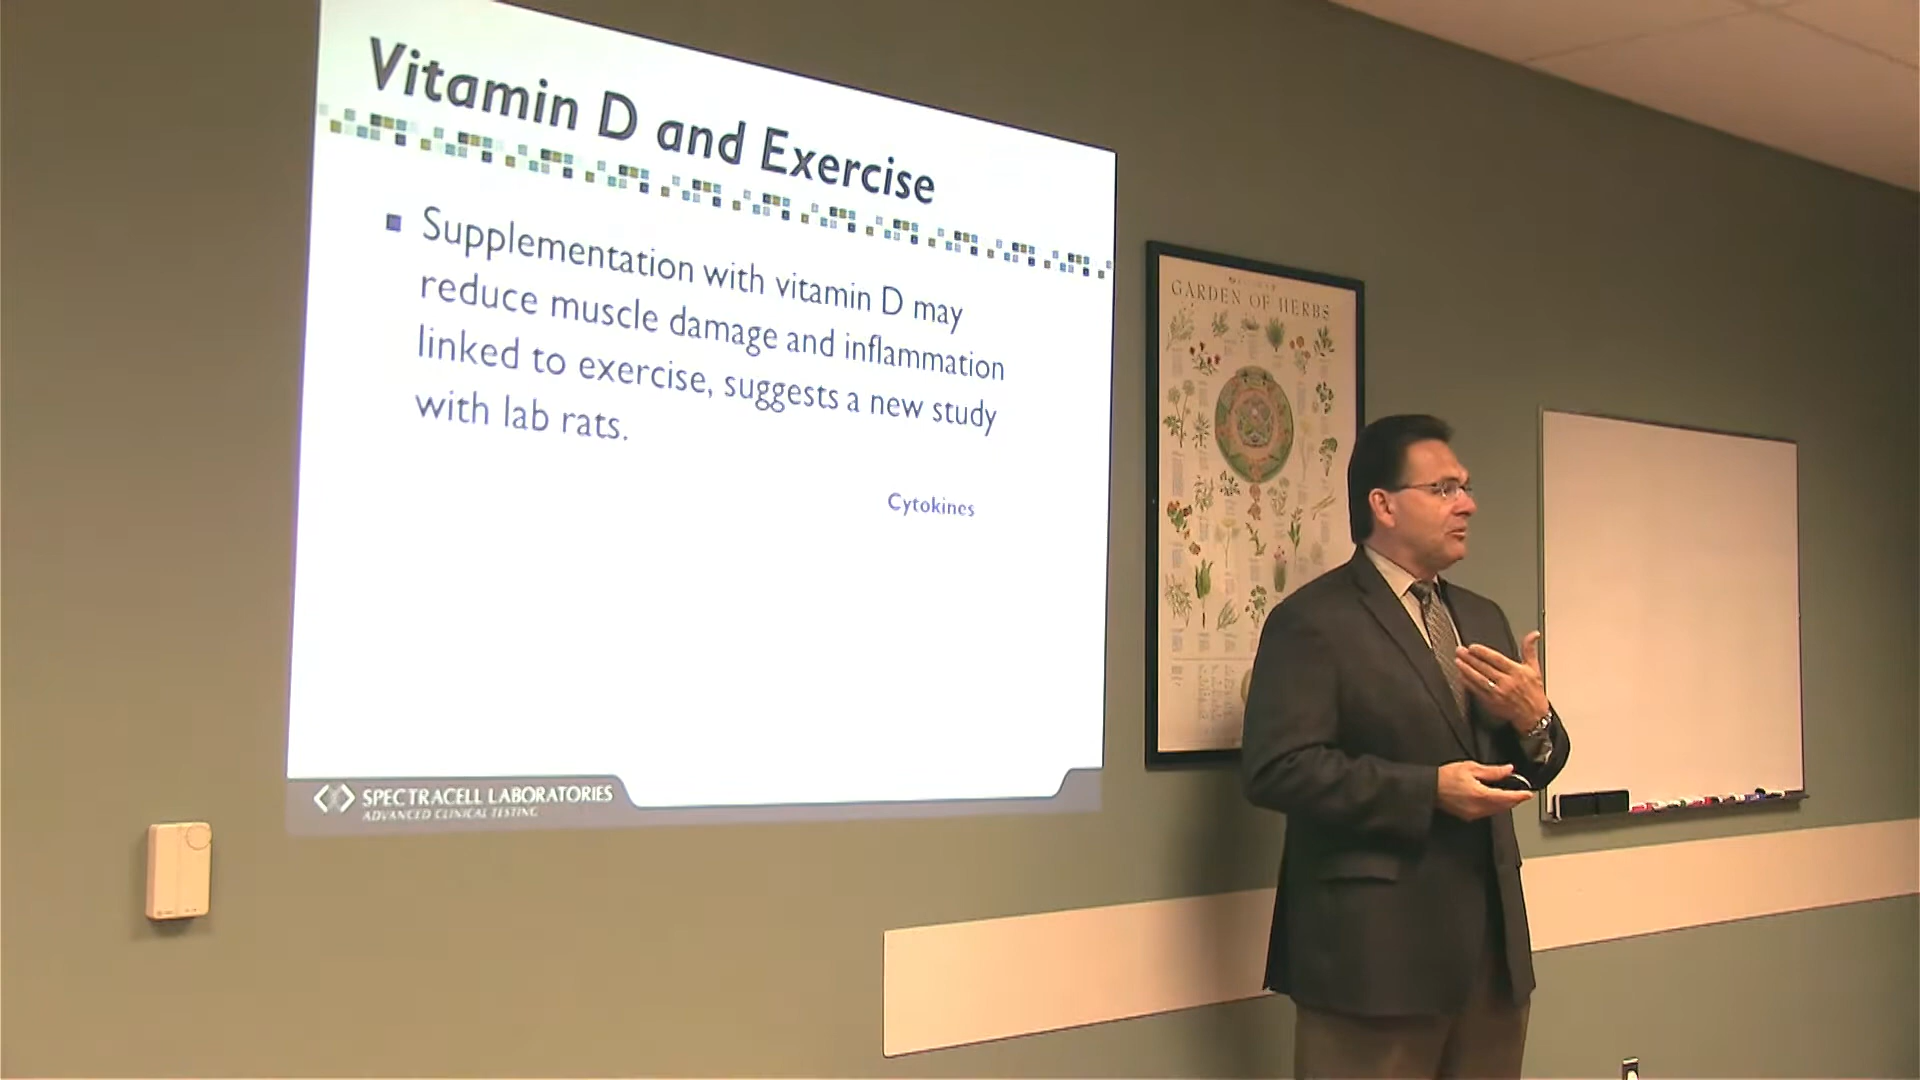 Vitamin D and Exercise
Supplementation with vitamin D may
reduce muscle damage and inflammation
linked to exercise, suggests a new study
with lab rats.
Cytokines
SPECTRACELL LABORATORIES
ADVANCED CLINICAL TESTING
GARDEN OF HERBS